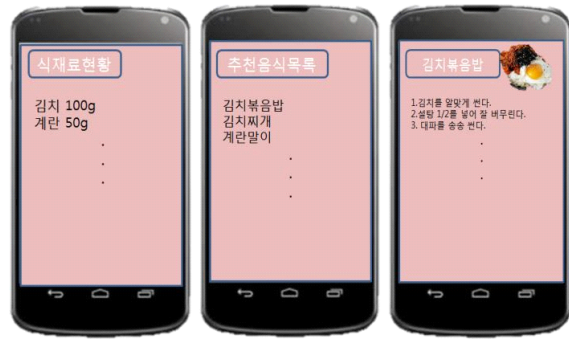 식재료현황
김치 100g
계란 50g
.
.
.
추천음식목록
김치볶음밥
김치찌개
계란말이
.
.
.
김치볶음밥
1.김치를 알맞게 썬다.
2.설탕 1/2를 넣어 잘 버무린다.
3. 대파를 송송 썬다.
.
.
.